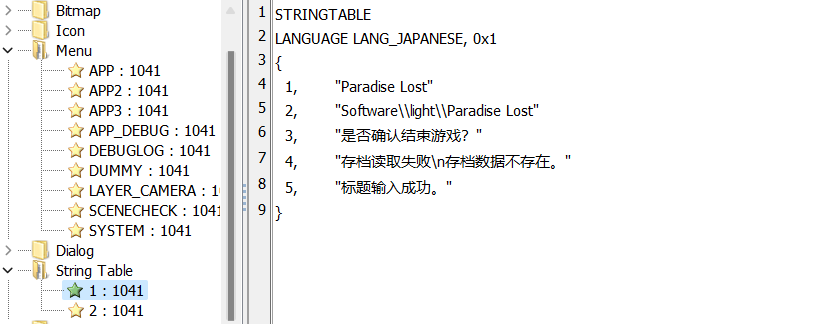 Bitmap
Icon
Menu
APP : 1041
APP2 : 1041
APP3 : 1041
APP_DEBUG : 1041
DEBUGLOG : 1041
DUMMY : 1041
LAYER_CAMERA : 1
SCENECHECK : 1041
SYSTEM : 1041
Dialog
String Table
1 : 1041
2 : 1041
1 STRINGTABLE
2 LANGUAGE LANG_JAPANESE, 0x1
3 {
4 1, "Paradise Lost"
5 2, "Software\\light\\Paradise Lost"
6 3, "是否确认结束游戏？"
7 4, "存档读取失败\n存档数据不存在。"
8 5, "标题输入成功。"
9 }